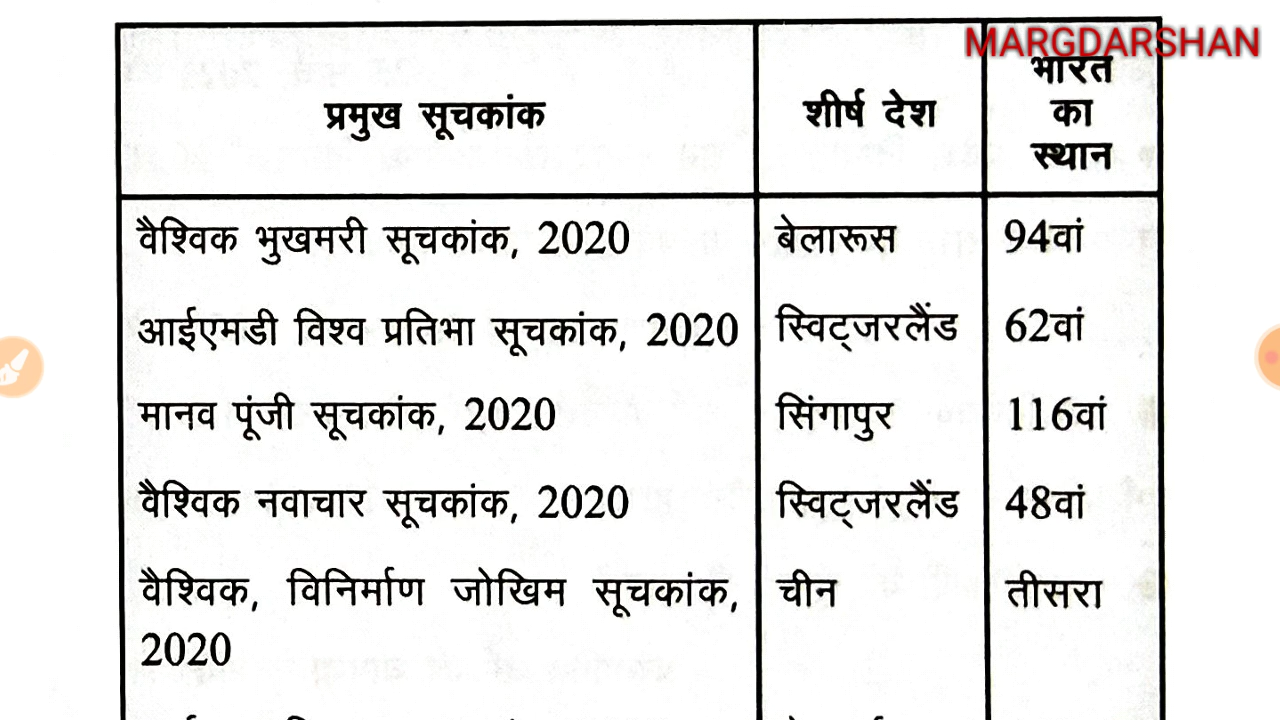 MARGDARSHAN
प्रमुख सूचकांक
शीर्ष देश
भारत
का
स्थान
वैश्विक भुखमरी सूचकांक, 2020 बेलारूस 94वां
आईएमडी विश्व प्रतिभा सूचकांक, 2020 स्विट्जरलैंड 62वां
मानव पूंजी सूचकांक, 2020 सिंगापुर 116वां
वैश्विक नवाचार सूचकांक, 2020 स्विट्जरलैंड 48वां
वैश्विक, विनिर्माण जोखिम सूचकांक, चीन तीसरा
2020